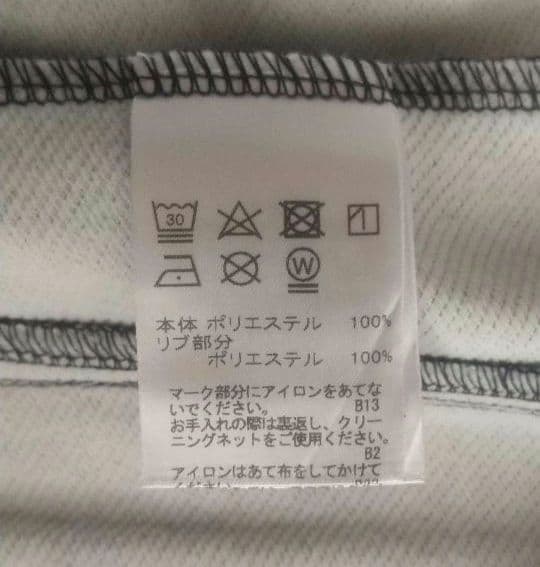 30
W
本体 ポリエステル 100%
リブ部分
ポリエステル 100%
マーク部分にアイロンをあてな
いでください。 B13
お手入れの際は裏返し、クリー
ニングネットをご使用ください。
B2
アイロンはあて布をしてかけて
ください。